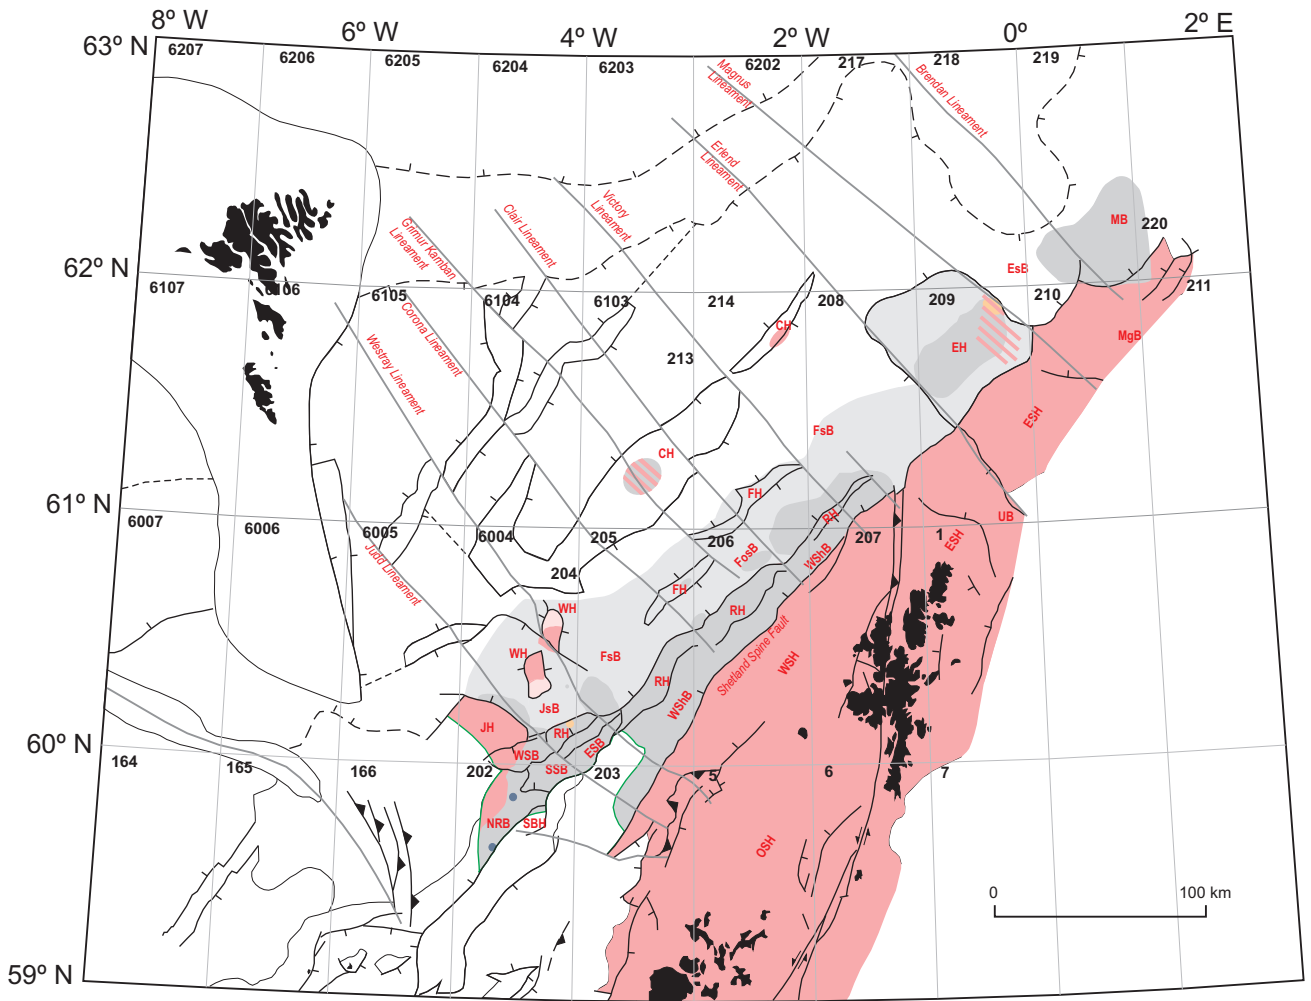 8º W
6º W
4º W
2º W
0º
2º E
63º N
6207
6206
6205
6204
6203
6202
217
218
219
Magnus
Lineament
Brendan Lineament
Erlend
Lineament
Victory
Lineament
Clair Lineament
Grimur Kamban
Lineament
MB
220
62º N
6107
6106
6105
6104
6103
214
208
209
EsB
210
211
Corona Lineament
Westray Lineament
CH
213
EH
MgB
ESH
FsB
CH
61º N
6007
6006
6005
6004
205
206
FH
RH
207
1
ESH
UB
FosB
WShB
Judd Lineament
204
FH
WH
RH
Shetland Spine Fault
WSH
WH
FsB
RH
WShB
JsB
JH
RH
60º N
164
165
166
202
WSB
SSB
ESB
203
5
6
7
NRB
SBH
OSH
0
100 km
59º N